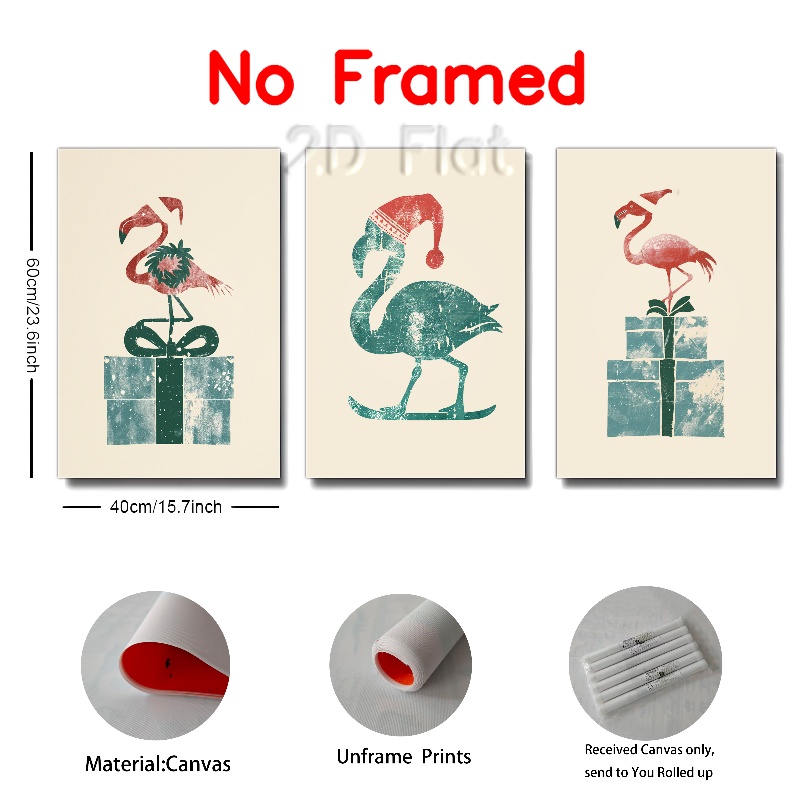 No Framed
2D Flat
60cm/23.6inch
40cm/15.7inch
Material:Canvas
Unframe Prints
Received Canvas only,
send to You Rolled up